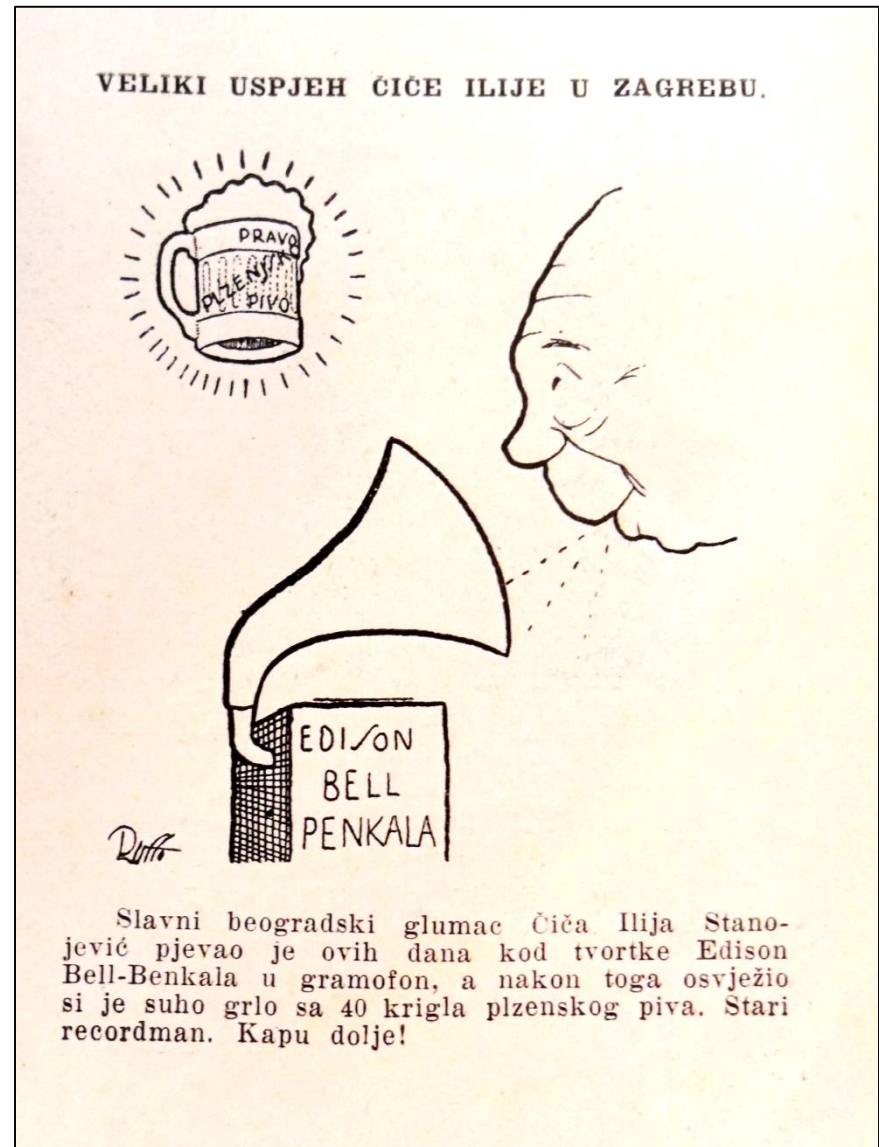 VELIKI USPJEH ČIČE ILIJE U ZAGREBU.
PRAVO
PLZENSSKO
PIVO
EDISON
BELL
PENKALA
Slavni beogradski glumac Čiča Ilija Stano-
jević pjevao je ovih dana kod tvortke Edison
Bell-Benkala u gramofon, a nakon toga osvježio
si je suho grlo sa 40 krigla plzenskog piva. Stari
recordman. Kapu dolje!